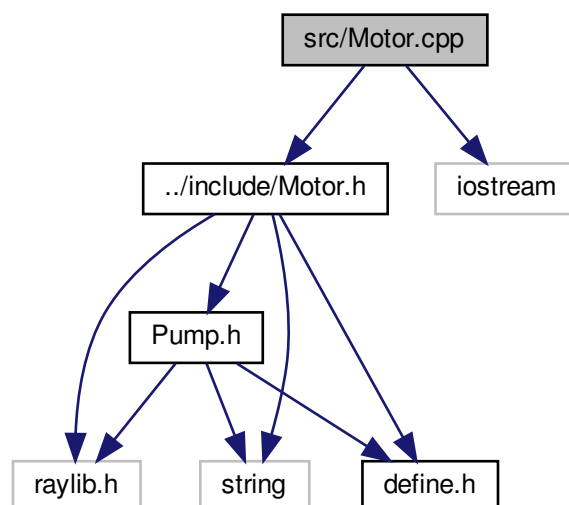 src/Motor.cpp
../include/Motor.h
iostream
Pump.h
raylib.h
string
define.h